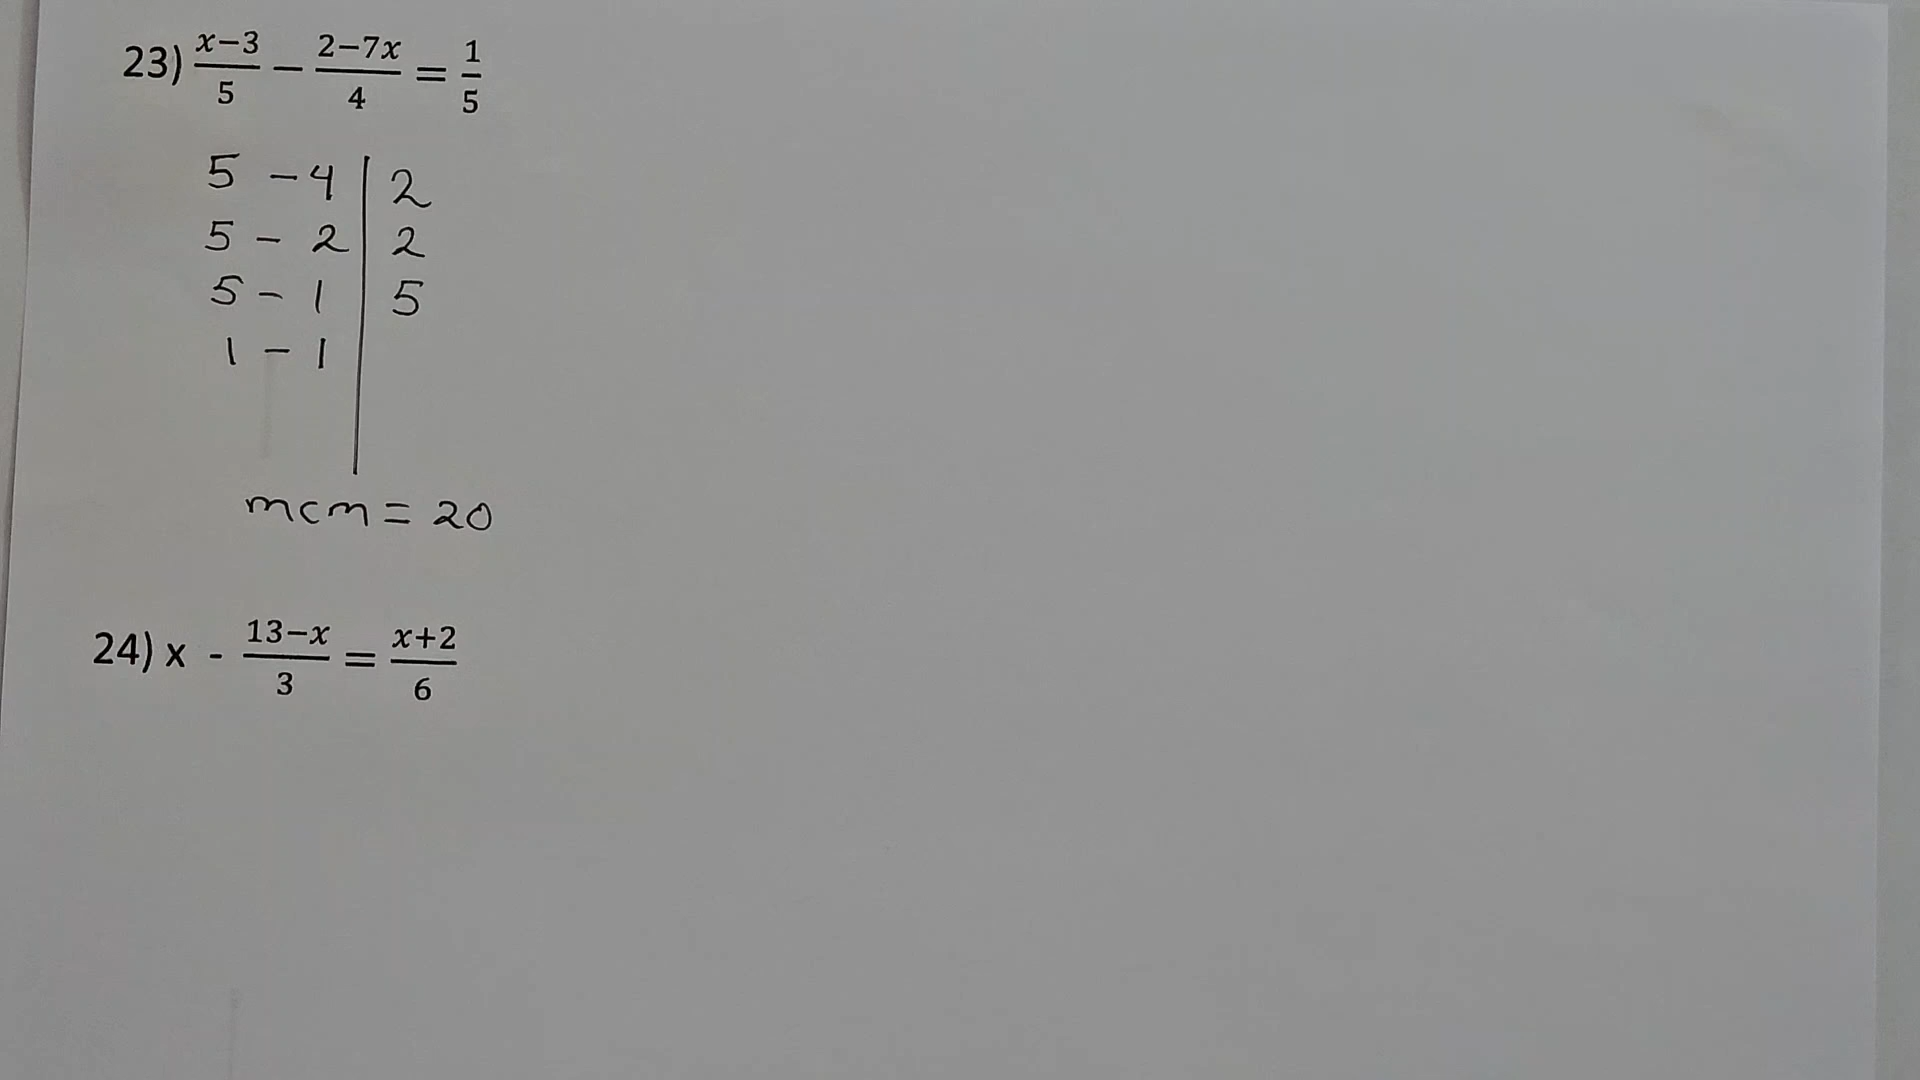 23) (x−3)/5 − (2−7x)/4 = 1/5
5 - 4 | 2
5 - 2 | 2
5 - 1 | 5
1 - 1 |
mcm = 20
24) x - (13−x)/3 = (x+2)/6